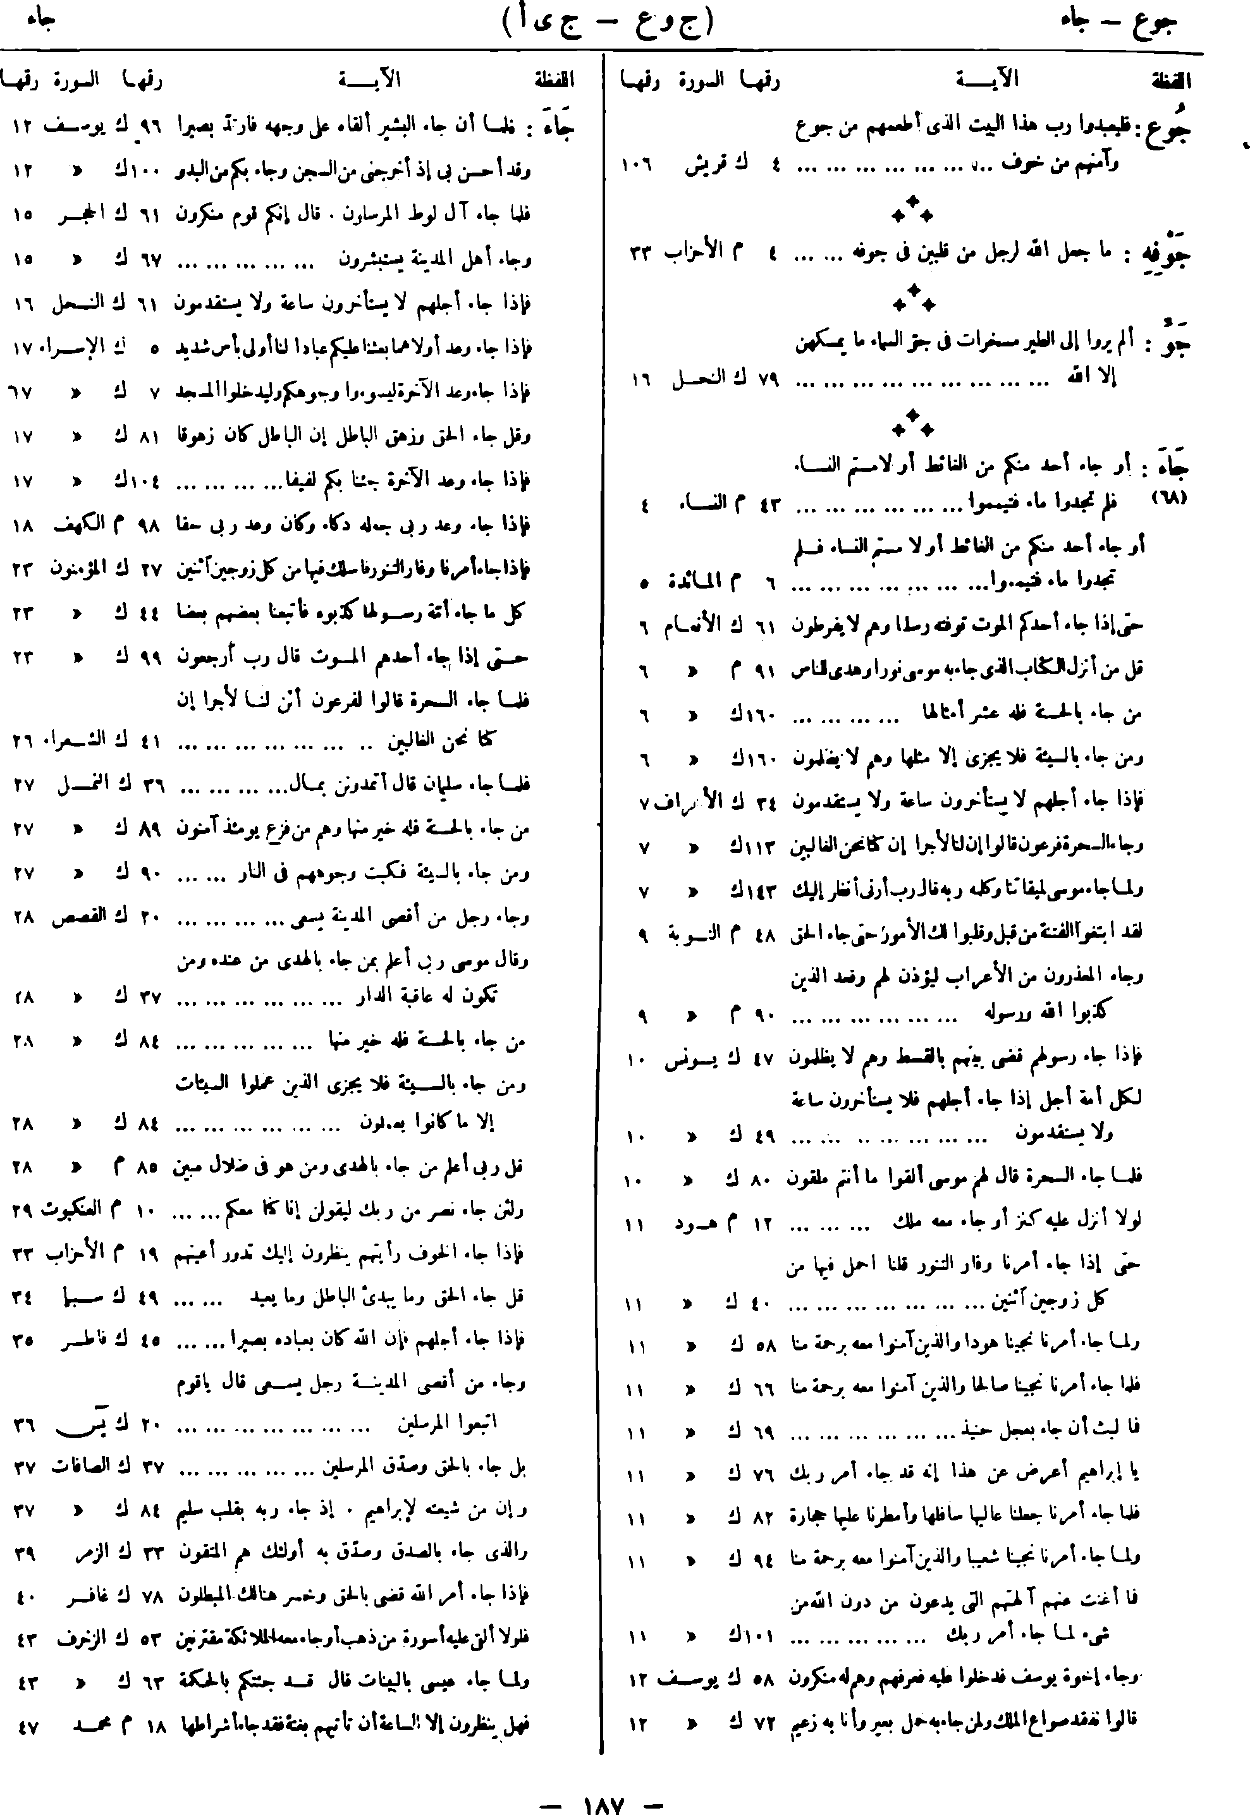 جوع — جاء
(ج وع — ج ى أ)
جاء
اللفظة الآيــــة رقمها السورة رقمها
جُوع : فليعبدوا رب هذا البيت الذى أطعمهم من جوع
وآمنهم من خوف ... ... ... ... ... ... ... ٤ ك قريش ١٠٦
جَوْفِهِ : ما جعل الله لرجل من قلبين فى جوفه ... ... ٤ م الأحزاب ٣٣
جَوِّ : ألم يروا إلى الطير مسخرات فى جوّ السماء ما يمسكهن
إلا الله ... ... ... ... ... ... ... ... ... ٧٩ ك النحل ١٦
جَاءَ : أو جاء أحد منكم من الغائط أو لامستم النساء
(٦٨) فلم تجدوا ماء فتيمموا... ... ... ... ... ... ٤٣ م النساء ٤
أو جاء أحد منكم من الغائط أو لا مستم النساء فـلم
تجدوا ماء فتيمموا... ... ... ... ... ... ... ٦ م المائدة ٥
حتى إذا جاء أحدكم الموت توفته رسلنا وهم لا يفرطون ٦١ ك الأنعام ٦
قل من أنزل الكتاب الذى جاء به موسى نورا وهدى للناس ٩١ م « ٦
من جاء بالحسنة فله عشر أمثالها ... ... ... ... ١٦٠ك « ٦
ومن جاء بالسيئة فلا يجزى إلا مثلها وهم لا يظلمون ١٦٠ك « ٦
فإذا جاء أجلهم لا يستأخرون ساعة ولا يستقدمون ٣٤ ك الأعراف ٧
وجاء السحرة فرعون قالوا إن لنا لأجرا إن كنا نحن الغالبين ١١٣ك « ٧
ولما جاء موسى لميقاتنا وكلمه ربه قال رب أرنى أنظر إليك ١٤٣ك « ٧
لقد ابتغوا الفتنة من قبل وقلبوا لك الأمور حتى جاء الحق ٤٨ م التوبة ٩
وجاء المعذرون من الأعراب ليؤذن لهم وقعد الذين
كذبوا الله ورسوله ... ... ... ... ... ... ٩٠ م « ٩
فإذا جاء رسولهم قضى بينهم بالقسط وهم لا يظلمون ٤٧ ك يـونس ١٠
لكل أمة أجل إذا جاء أجلهم فلا يستأخرون ساعة
ولا يستقدمون ... ... ... ... .. ... ... ٤٩ ك « ١٠
فلما جاء السحرة قال لهم موسى ألقوا ما أنتم ملقون ٨٠ ك « ١٠
لولا أنزل عليه كنز أو جاء معه ملك ... ... ... ١٢ م هـود ١١
حتى إذا جاء أمرنا وفار التنور قلنا احمل فيها من
كل زوجين آثنين... ... ... ... ... ... ... ٤٠ ك « ١١
ولما جاء أمرنا نجينا هودا والذين آمنوا معه برحمة منا ٥٨ ك « ١١
فلما جاء أمرنا نجينا صالحا والذين آمنوا معه برحمة منا ٦٦ ك « ١١
فما لبث أن جاء بعجل حنيذ... ... ... ... ... ... ٦٩ ك « ١١
يا إبراهيم أعرض عن هذا إنه قد جاء أمر ربك ٧٦ ك « ١١
فلما جاء أمرنا جعلنا عاليها سافلها وأمطرنا عليها حجارة ٨٢ ك « ١١
ولما جاء أمرنا نجينا شعيبا والذين آمنوا معه برحمة منا ٩٤ ك « ١١
فما أغنت عنهم آلهتهم التى يدعون من دون الله من
شىء لما جاء أمر ربك ... ... ... ... ... ١٠١ك « ١١
وجاء إخوة يوسف فدخلوا عليه فعرفهم وهم له منكرون ٥٨ ك يوسـف ١٢
قالوا نفقد صواع الملك ولمن جاء به حمل بعير وأنا به زعيم ٧٢ ك « ١٢
اللفظة الآيــــة رقمها السورة رقمها
جَاءَ : فلما أن جاء البشير ألقاه على وجهه فارتدّ بصيرا ٩٦ ك يوسف ١٢
وقد أحسن بى إذ أخرجنى من السجن وجاء بكم من البدو ١٠٠ك « ١٢
فلما جاء آل لوط المرسلون . قال إنكم قوم منكرون ٦١ ك الحجر ١٥
وجاء أهل المدينة يستبشرون ... ... ... ... ... ٦٧ ك « ١٥
فإذا جاء أجلهم لا يستأخرون ساعة ولا يستقدمون ٦١ ك النحل ١٦
فإذا جاء وعد أولاهما بعثنا عليكم عبادا لنا أولى بأس شديد ٥ ك الإسراء ١٧
فإذا جاء وعد الآخرة ليسوءوا وجوهكم وليدخلوا المسجد ٧ ك « ٦٧
وقل جاء الحق وزهق الباطل إن الباطل كان زهوقا ٨١ ك « ١٧
فإذا جاء وعد الآخرة جئنا بكم لفيفا... ... ... ... ١٠٤ك « ١٧
فإذا جاء وعد ربى جعله دكاء وكان وعد ربى حقا ٩٨ م الكهف ١٨
فإذا جاء أمرنا وفار التنور فاسلك فيها من كل زوجين آثنين ٢٧ ك المؤمنون ٢٣
كل ما جاء أمّة رسولها كذبوه فأتبعنا بعضهم بعضا ٤٤ ك « ٢٣
حـتى إذا جاء أحدهم الموت قال رب أرجعون ٩٩ ك « ٢٣
فلما جاء السحرة قالوا لفرعون أئن لنا لأجرا إن
كنا نحن الغالبين .. ... ... ... ... ... ... ٤١ ك الشعراء ٢٦
فلما جاء سليمان قال أتمدونن بمـال... ... ... ... ٣٦ ك النمـل ٢٧
من جاء بالحسنة فله خير منها وهم من فزع يومئذ آمنون ٨٩ ك « ٢٧
ومن جاء بالسيئة فكبت وجوههم فى النار ... ... ٩٠ ك « ٢٧
وجاء رجل من أقصى المدينة يسعى ... ... ... ... ٢٠ ك القصص ٢٨
وقال موسى ربى أعلم بمن جاء بالهدى من عنده ومن
تكون له عاقبة الدار ... ... ... ... ... ... ٣٧ ك « ٢٨
من جاء بالحسنة فله خير منها ... ... ... ... ... ٨٤ ك « ٢٨
ومن جاء بالسيئة فلا يجزى الذين عملوا السيئات
إلا ما كانوا يعملون ... ... ... ... ... ... ٨٤ ك « ٢٨
قل ربى أعلم من جاء بالهدى ومن هو فى ضلال مبين ٨٥ م « ٢٨
ولئن جاء نصر من ربك ليقولن إنا كنا معكم... ... ١٠ م العنكبوت ٢٩
فإذا جاء الخوف رأيتهم ينظرون إليك تدور أعينهم ١٩ م الأحزاب ٣٣
قل جاء الحق وما يبدئ الباطل وما يعيد ... ... ٤٩ ك سـبإ ٣٤
فإذا جاء أجلهم فإن الله كان بعباده بصيرا... ... ٤٥ ك فاطـر ٣٥
وجاء من أقصى المدينـة رجل يسـعى قال ياقوم
اتبعوا المرسلين ... ... ... ... ... ... ... ٢٠ ك يٓس ٣٦
بل جاء بالحق وصدّق المرسلين ... ... ... ... ... ٣٧ ك الصافات ٣٧
وإن من شيعته لإبراهيم . إذ جاء ربه بقلب سليم ٨٤ ك « ٣٧
والذى جاء بالصدق وصدّق به أولئك هم المتقون ٣٣ ك الزمر ٣٩
فإذا جاء أمر الله قضى بالحق وخسر هنالك المبطلون ٧٨ ك غافـر ٤٠
فلولا ألقى عليه أسورة من ذهب أو جاء معه الملائكة مقترنين ٥٣ ك الزخرف ٤٣
ولما جاء عيسى بالبينات قال قـد جئتكم بالحكمة ٦٣ ك « ٤٣
فهل ينظرون إلا الساعة أن تأتيهم بغتة فقد جاء أشراطها ١٨ م محمد ٤٧
— ١٨٧ —